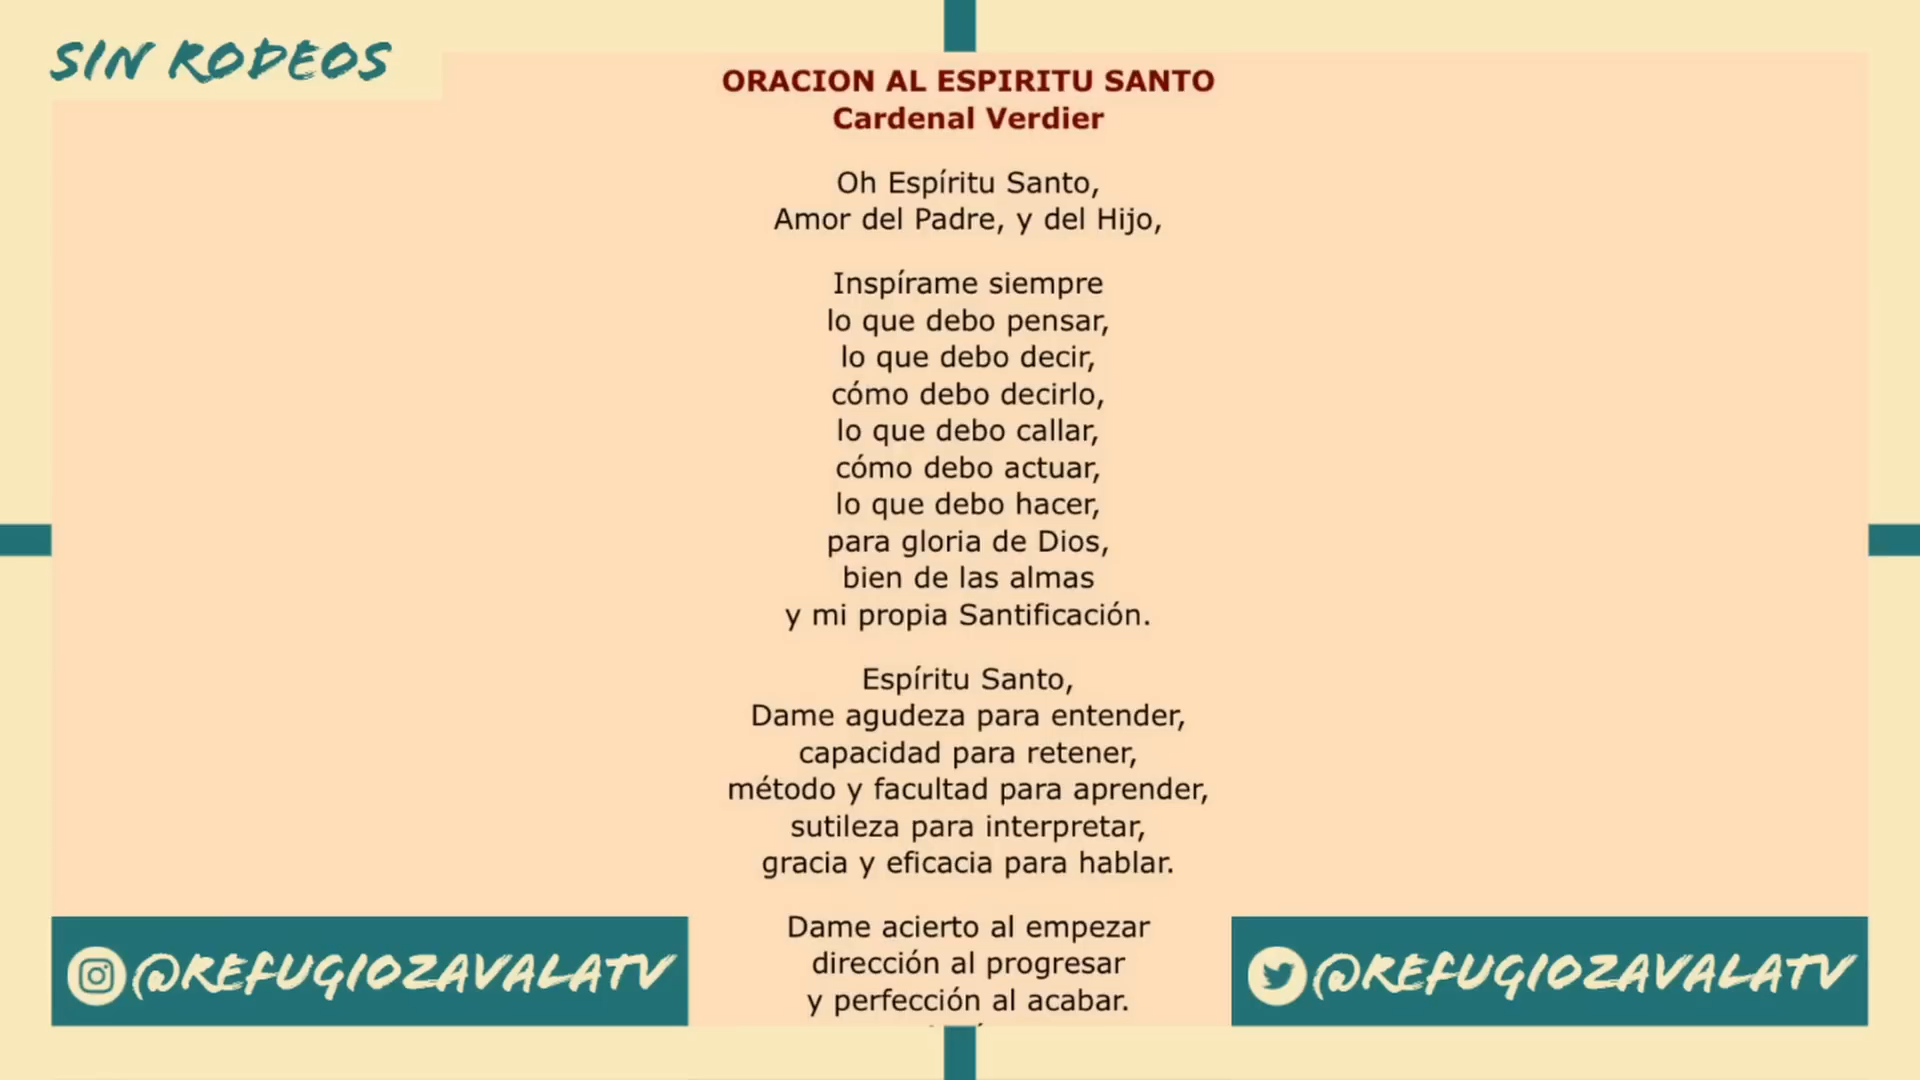 SIN RODEOS
ORACION AL ESPIRITU SANTO
Cardenal Verdier
Oh Espíritu Santo,
Amor del Padre, y del Hijo,
Inspírame siempre
lo que debo pensar,
lo que debo decir,
cómo debo decirlo,
lo que debo callar,
cómo debo actuar,
lo que debo hacer,
para gloria de Dios,
bien de las almas
y mi propia Santificación.
Espíritu Santo,
Dame agudeza para entender,
capacidad para retener,
método y facultad para aprender,
sutileza para interpretar,
gracia y eficacia para hablar.
Dame acierto al empezar
dirección al progresar
y perfección al acabar.
@REFUGIOZAVALATV
@REFUGIOZAVALATV